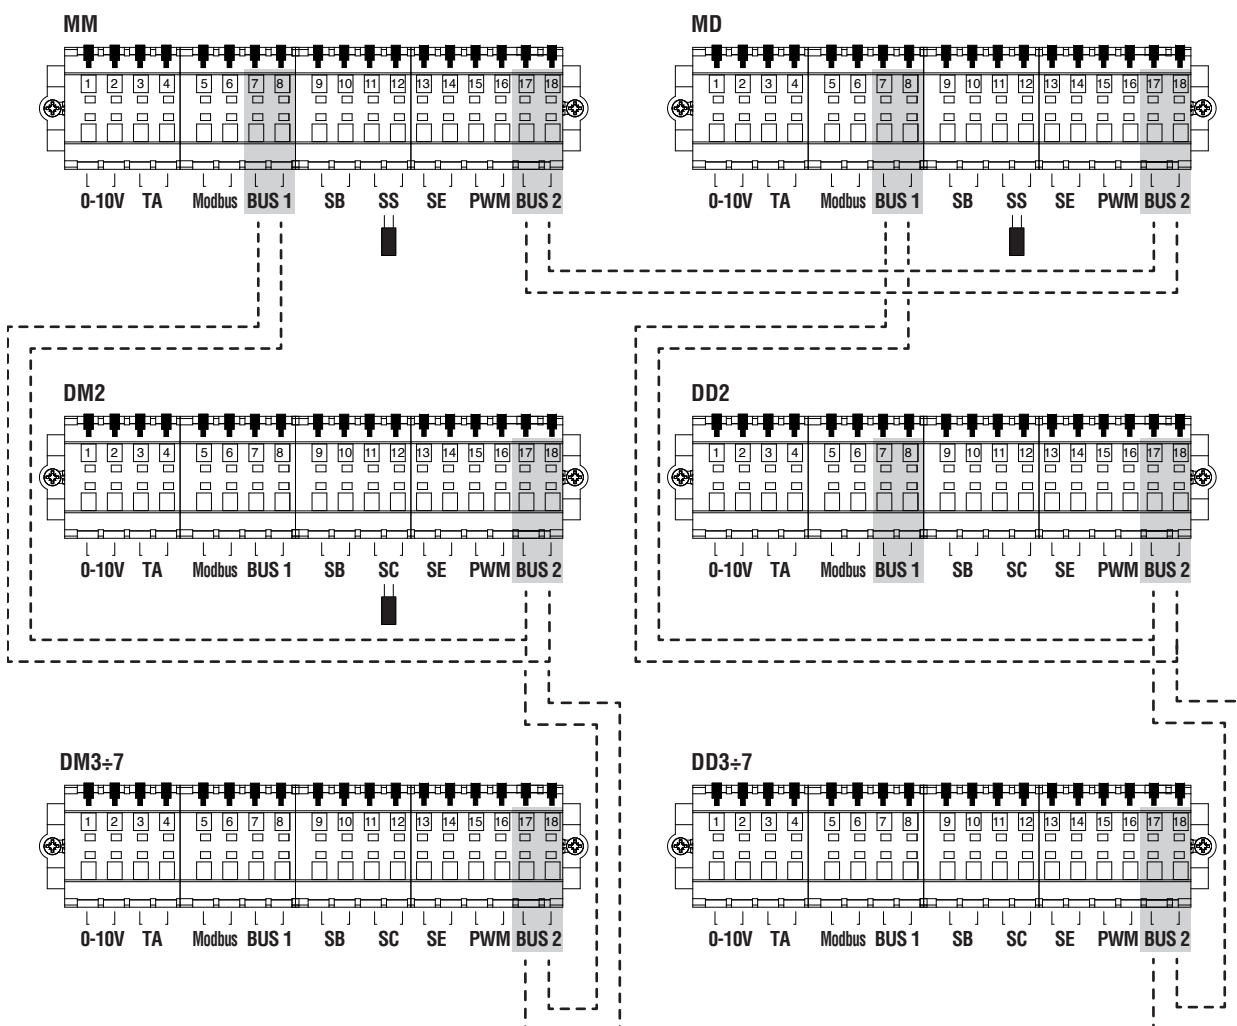 MM MD
1 2 3 4 5 6 7 8 9 10 11 12 13 14 15 16 17 18 1 2 3 4 5 6 7 8 9 10 11 12 13 14 15 16 17 18
0-10V TA Modbus BUS 1 SB SS SE PWM BUS 2 0-10V TA Modbus BUS 1 SB SS SE PWM BUS 2
DM2 DD2
1 2 3 4 5 6 7 8 9 10 11 12 13 14 15 16 17 18 1 2 3 4 5 6 7 8 9 10 11 12 13 14 15 16 17 18
0-10V TA Modbus BUS 1 SB SC SE PWM BUS 2 0-10V TA Modbus BUS 1 SB SC SE PWM BUS 2
DM3÷7 DD3÷7
1 2 3 4 5 6 7 8 9 10 11 12 13 14 15 16 17 18 1 2 3 4 5 6 7 8 9 10 11 12 13 14 15 16 17 18
0-10V TA Modbus BUS 1 SB SC SE PWM BUS 2 0-10V TA Modbus BUS 1 SB SC SE PWM BUS 2